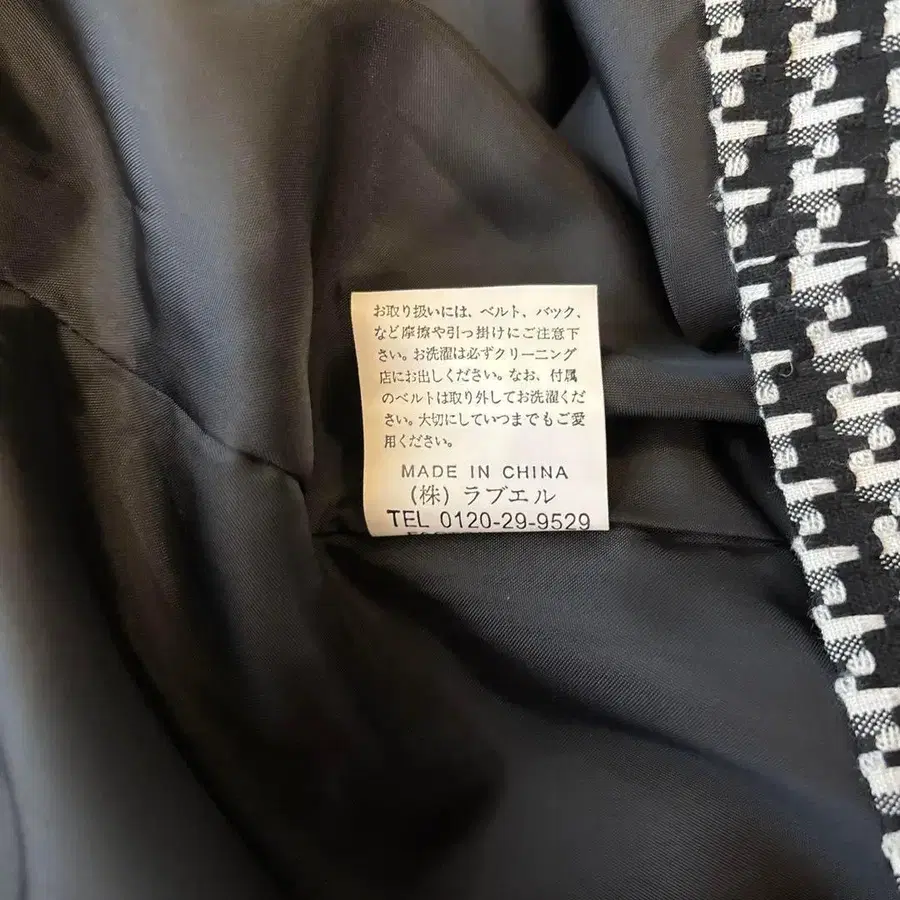 お取り扱いには、ベルト、バック、
など摩擦や引っ掛けにご注意下
さい。お洗濯は必ずクリーニング
店にお出しください。なお、付属
のベルトは取り外してお洗濯くだ
さい。大切にしていつまでもご愛
用ください。
MADE IN CHINA
(株) ラブエル
TEL 0120-29-9529